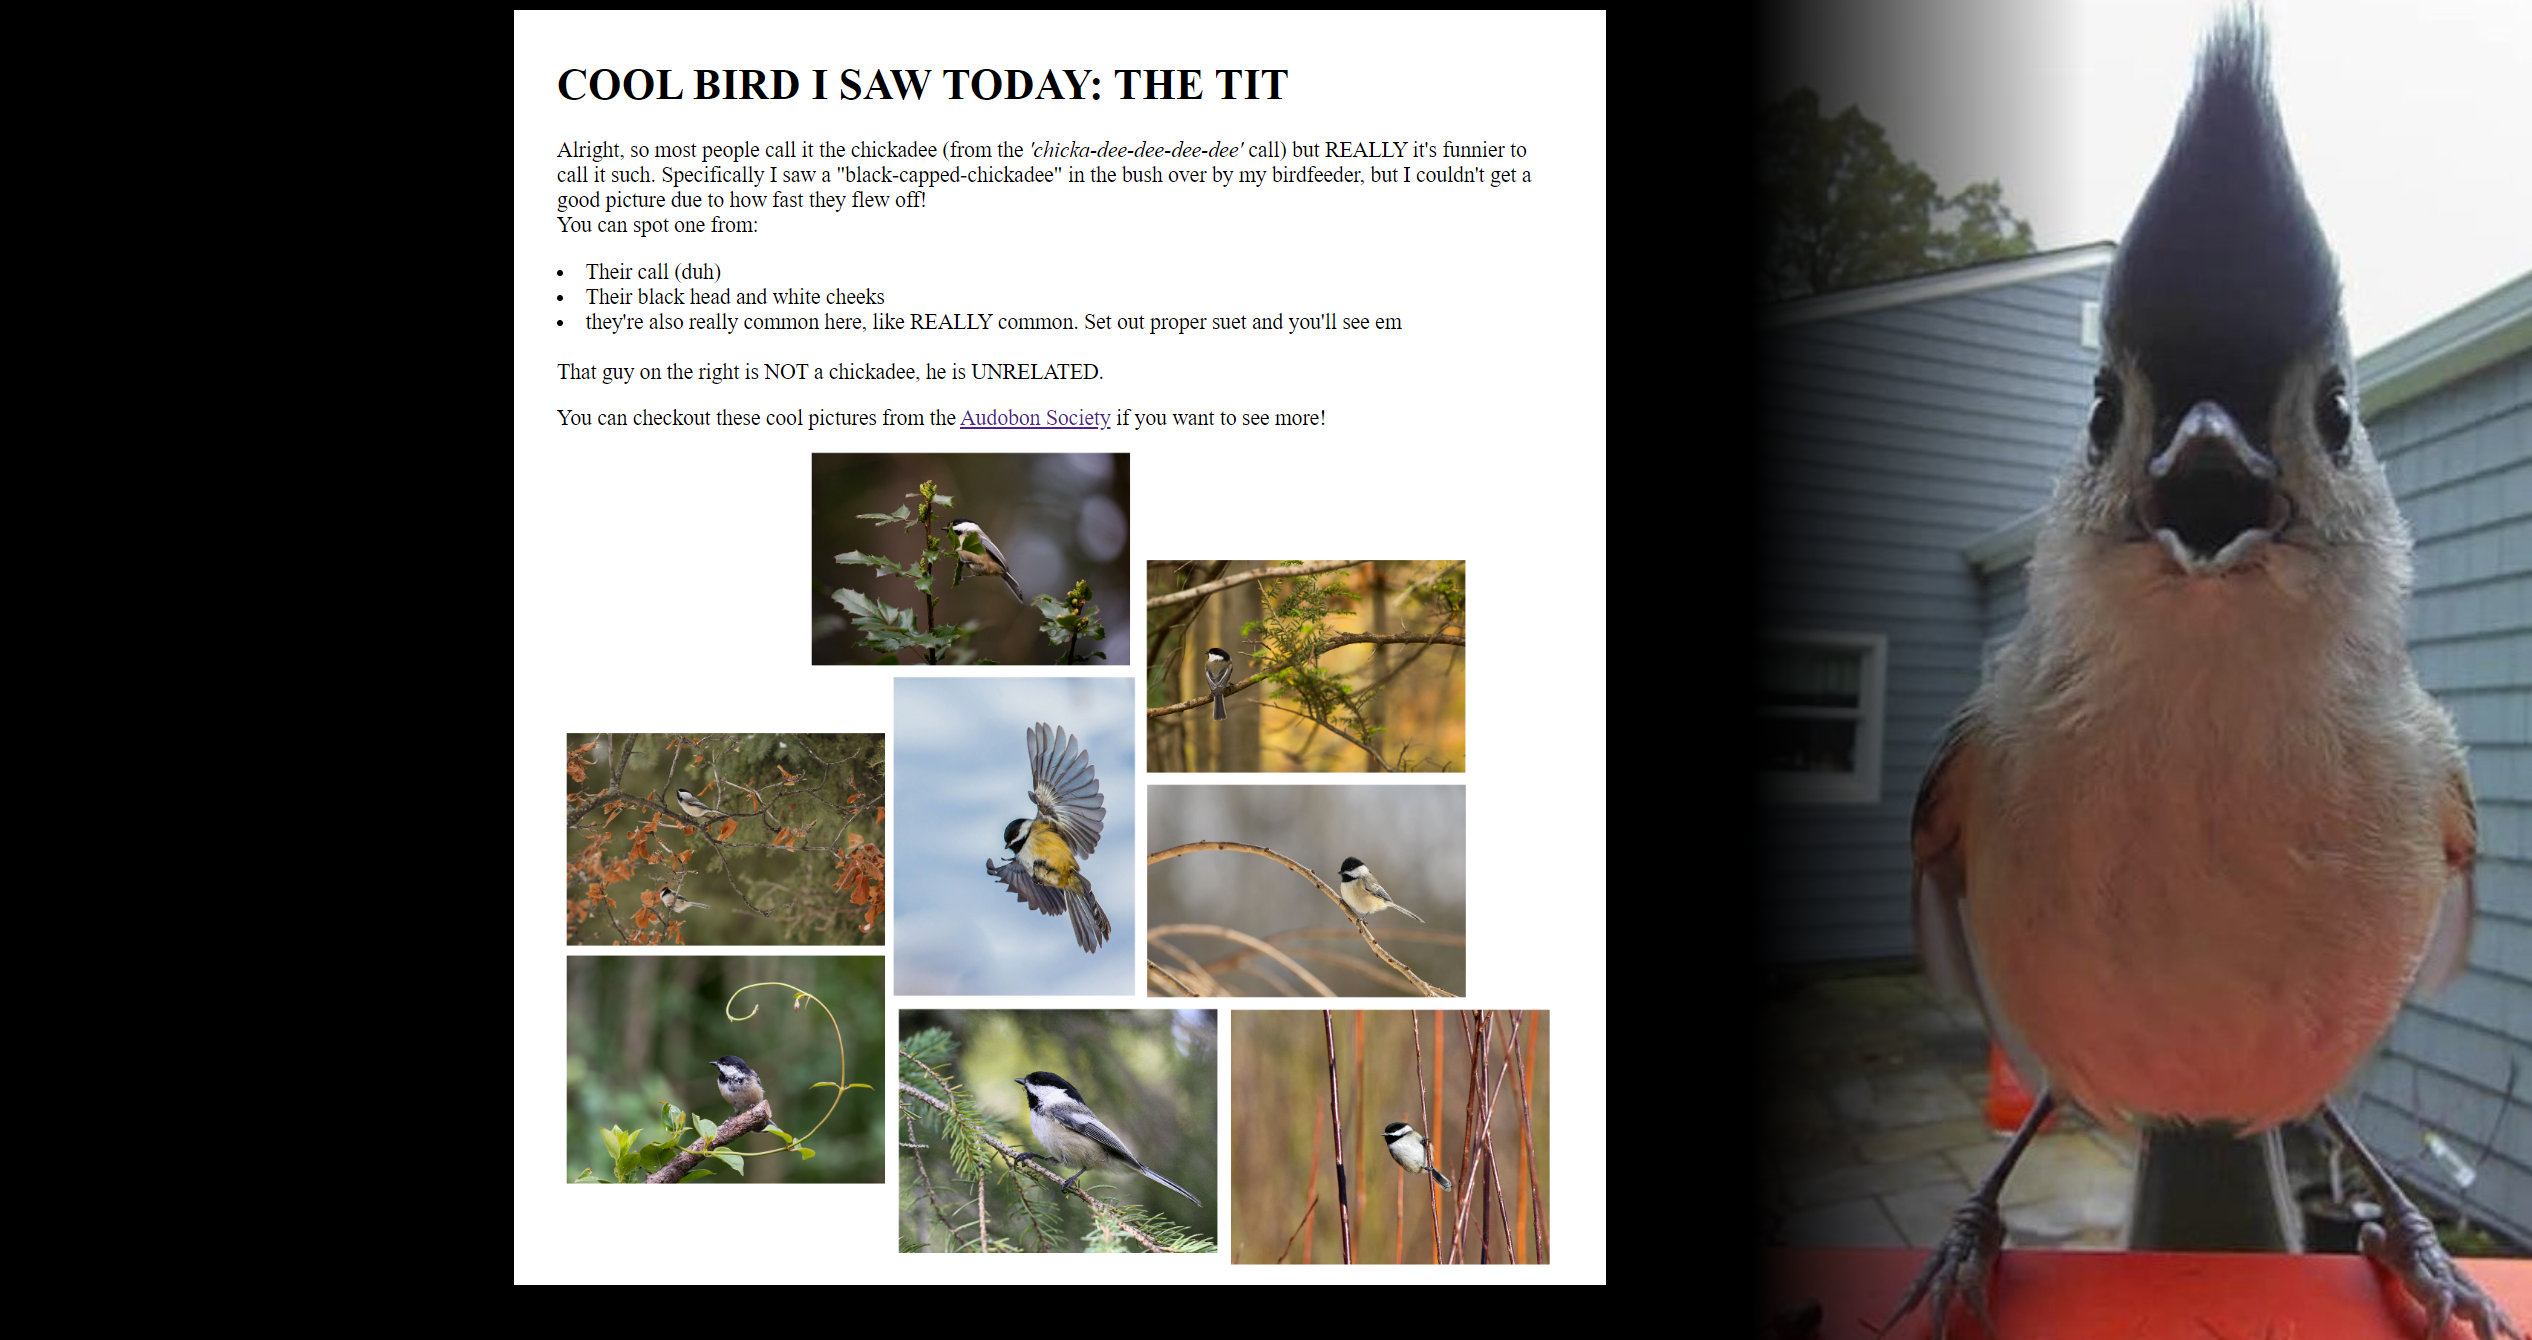 COOL BIRD I SAW TODAY: THE TIT
Alright, so most people call it the chickadee (from the 'chicka-dee-dee-dee-dee' call) but REALLY it's funnier to
call it such. Specifically I saw a "black-capped-chickadee" in the bush over by my birdfeeder, but I couldn't get a
good picture due to how fast they flew off!
You can spot one from:
• Their call (duh)
• Their black head and white cheeks
• they're also really common here, like REALLY common. Set out proper suet and you'll see em
That guy on the right is NOT a chickadee, he is UNRELATED.
You can checkout these cool pictures from the Audobon Society if you want to see more!